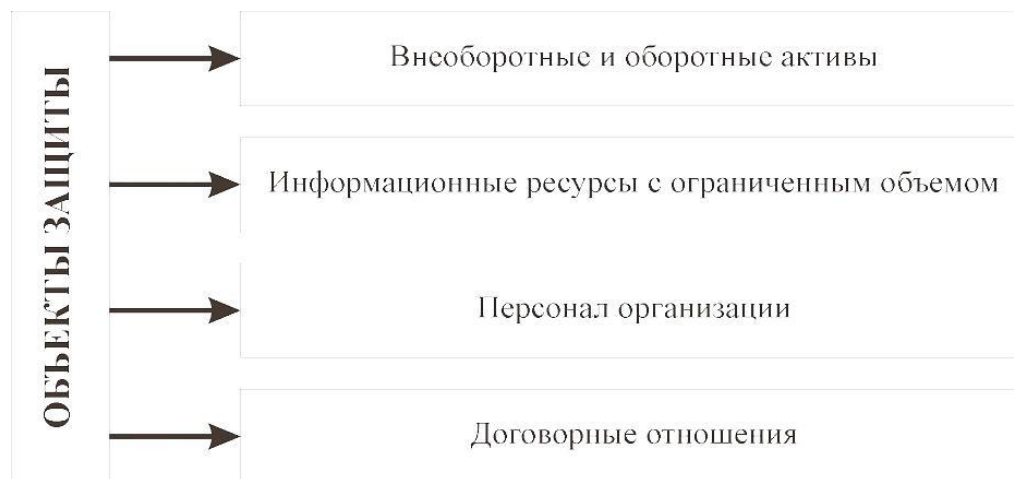 ОБЪЕКТЫ ЗАЩИТЫ
Внеоборотные и оборотные активы
Информационные ресурсы с ограниченным объемом
Персонал организации
Договорные отношения